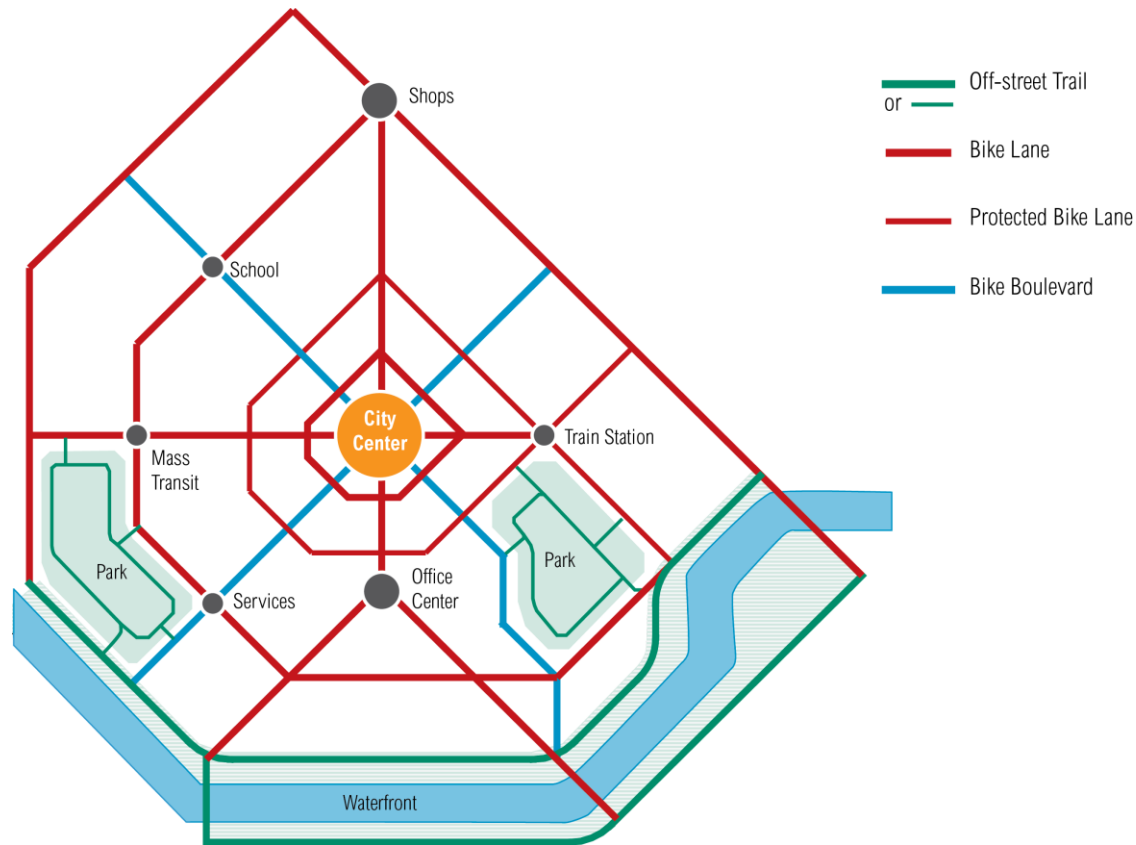 Shops
School
City
Center
Train Station
Mass
Transit
Park
Park
Services
Office
Center
Waterfront
Off-street Trail
or
Bike Lane
Protected Bike Lane
Bike Boulevard